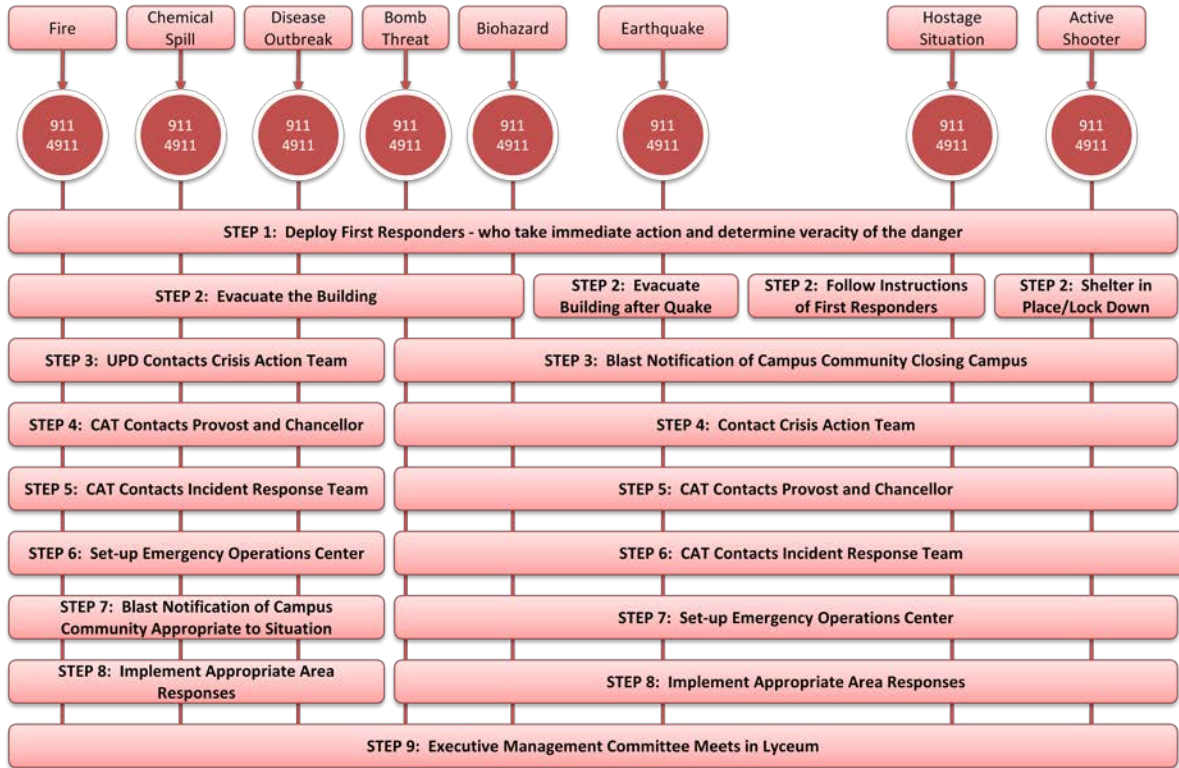 Fire
Chemical
Spill
Disease
Outbreak
Bomb
Threat
Biohazard
Earthquake
Hostage
Situation
Active
Shooter
911
4911
911
4911
911
4911
911
4911
911
4911
911
4911
911
4911
911
4911
STEP 1: Deploy First Responders - who take immediate action and determine veracity of the danger
STEP 2: Evacuate the Building
STEP 2: Evacuate
Building after Quake
STEP 2: Follow Instructions
of First Responders
STEP 2: Shelter in
Place/Lock Down
STEP 3: UPD Contacts Crisis Action Team
STEP 3: Blast Notification of Campus Community Closing Campus
STEP 4: CAT Contacts Provost and Chancellor
STEP 4: Contact Crisis Action Team
STEP 5: CAT Contacts Incident Response Team
STEP 5: CAT Contacts Provost and Chancellor
STEP 6: Set-up Emergency Operations Center
STEP 6: CAT Contacts Incident Response Team
STEP 7: Blast Notification of Campus
Community Appropriate to Situation
STEP 7: Set-up Emergency Operations Center
STEP 8: Implement Appropriate Area
Responses
STEP 8: Implement Appropriate Area Responses
STEP 9: Executive Management Committee Meets in Lyceum